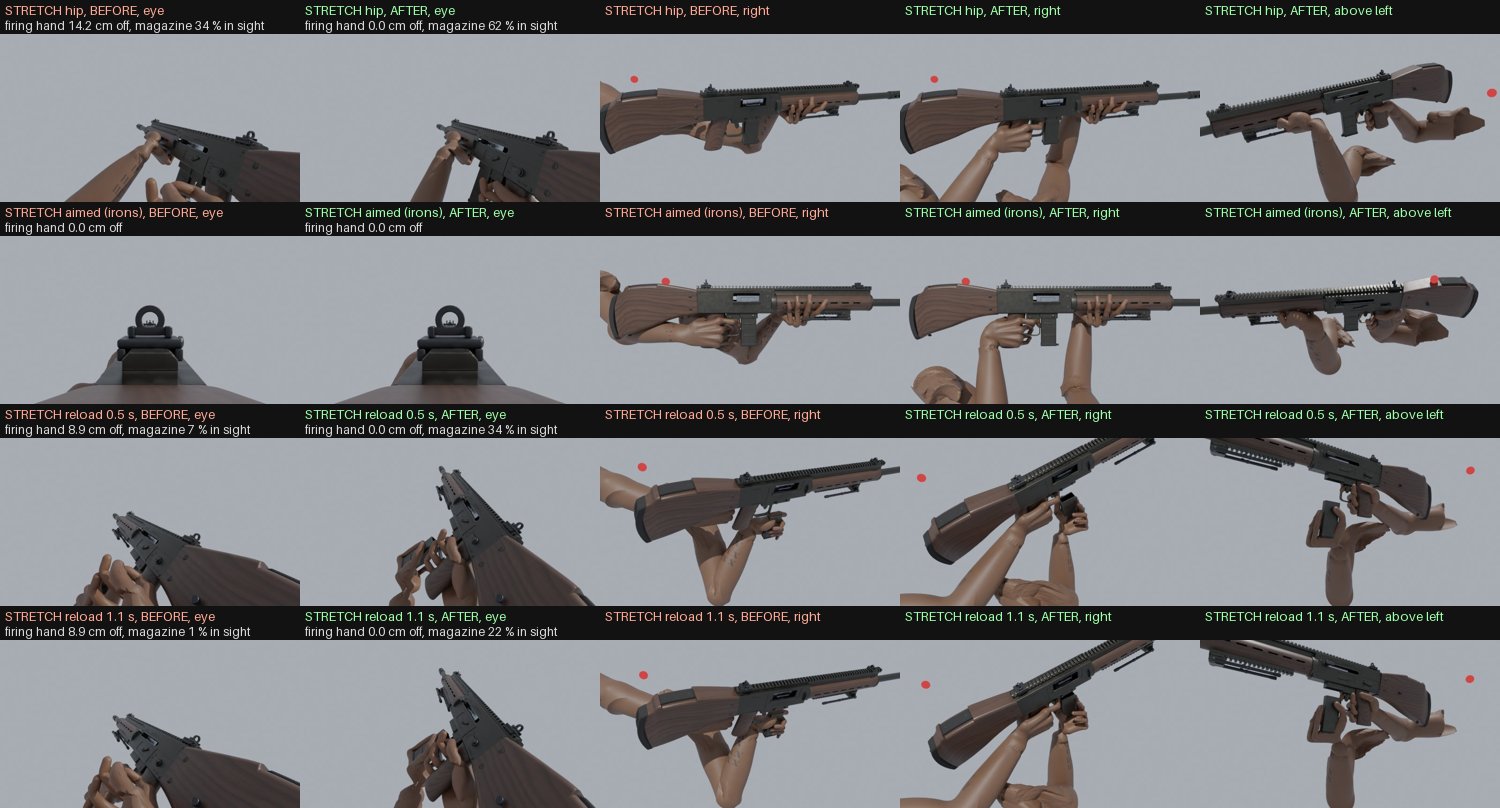 STRETCH hip, BEFORE, eye
firing hand 14.2 cm off, magazine 34 % in sight
STRETCH hip, AFTER, eye
firing hand 0.0 cm off, magazine 62 % in sight
STRETCH hip, BEFORE, right
STRETCH hip, AFTER, right
STRETCH hip, AFTER, above left
STRETCH aimed (irons), BEFORE, eye
firing hand 0.0 cm off
STRETCH aimed (irons), AFTER, eye
firing hand 0.0 cm off
STRETCH aimed (irons), BEFORE, right
STRETCH aimed (irons), AFTER, right
STRETCH aimed (irons), AFTER, above left
STRETCH reload 0.5 s, BEFORE, eye
firing hand 8.9 cm off, magazine 7 % in sight
STRETCH reload 0.5 s, AFTER, eye
firing hand 0.0 cm off, magazine 34 % in sight
STRETCH reload 0.5 s, BEFORE, right
STRETCH reload 0.5 s, AFTER, right
STRETCH reload 0.5 s, AFTER, above left
STRETCH reload 1.1 s, BEFORE, eye
firing hand 8.9 cm off, magazine 1 % in sight
STRETCH reload 1.1 s, AFTER, eye
firing hand 0.0 cm off, magazine 22 % in sight
STRETCH reload 1.1 s, BEFORE, right
STRETCH reload 1.1 s, AFTER, right
STRETCH reload 1.1 s, AFTER, above left